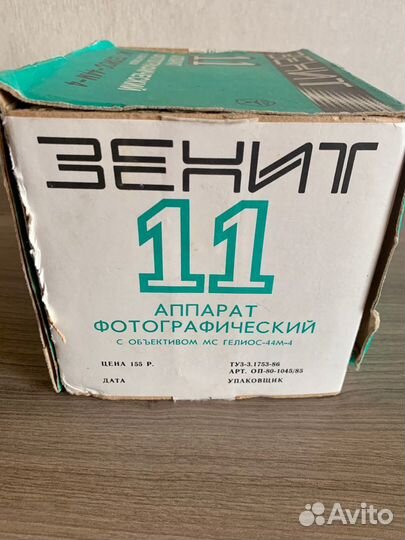 ЗЕНИТ
11
АППАРАТ
ФОТОГРАФИЧЕСКИЙ
С ОБЪЕКТИВОМ МС ГЕЛИОС-44М-4
ЦЕНА 155 Р.
ДАТА
ТУ3-3.1753-86
АРТ. ОП-80-1045/85
УПАКОВЩИК
Avito